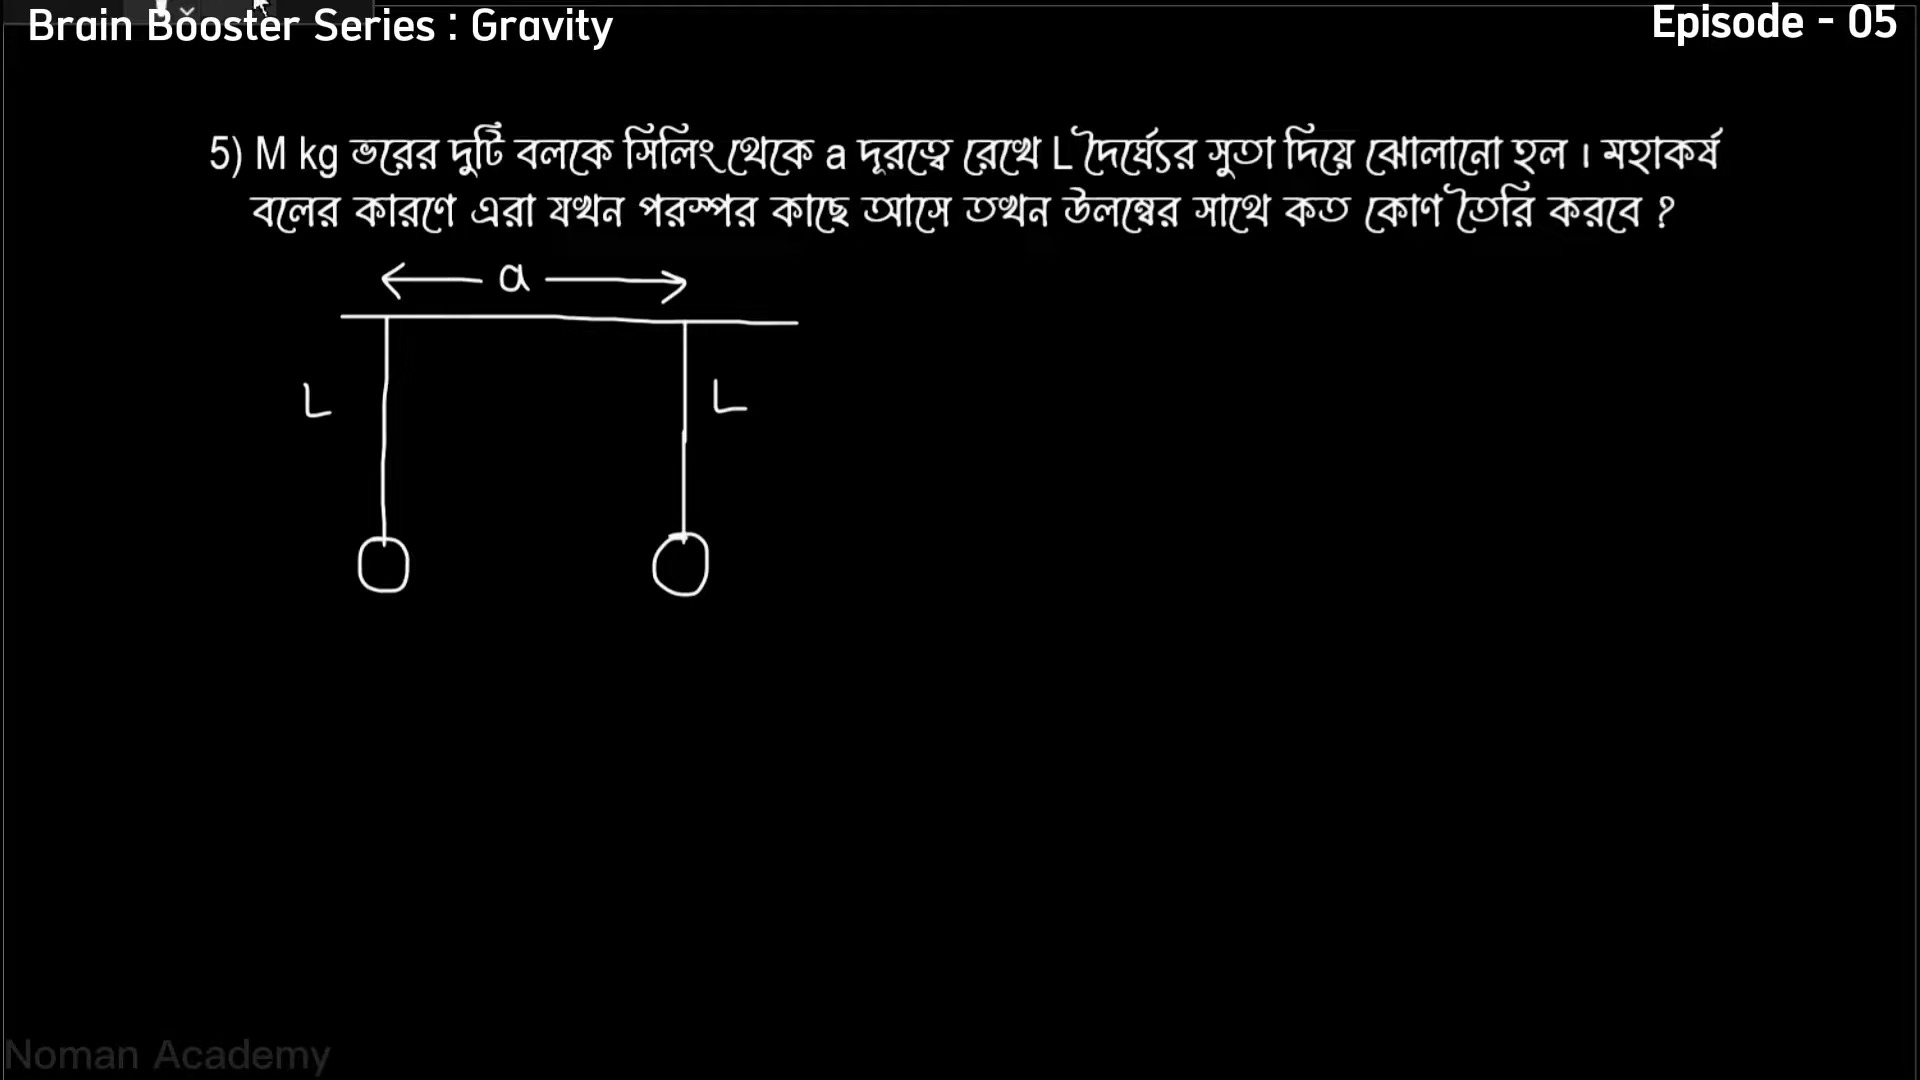 Brain Booster Series : Gravity
Episode - 05
5) M kg ভরের দুটি বলকে সিলিং থেকে a দূরত্বে রেখে L দৈর্ঘ্যের সুতা দিয়ে ঝোলানো হল । মহাকর্ষ
বলের কারণে এরা যখন পরস্পর কাছে আসে তখন উলম্বের সাথে কত কোণ তৈরি করবে ?
a
L
L
Noman Academy